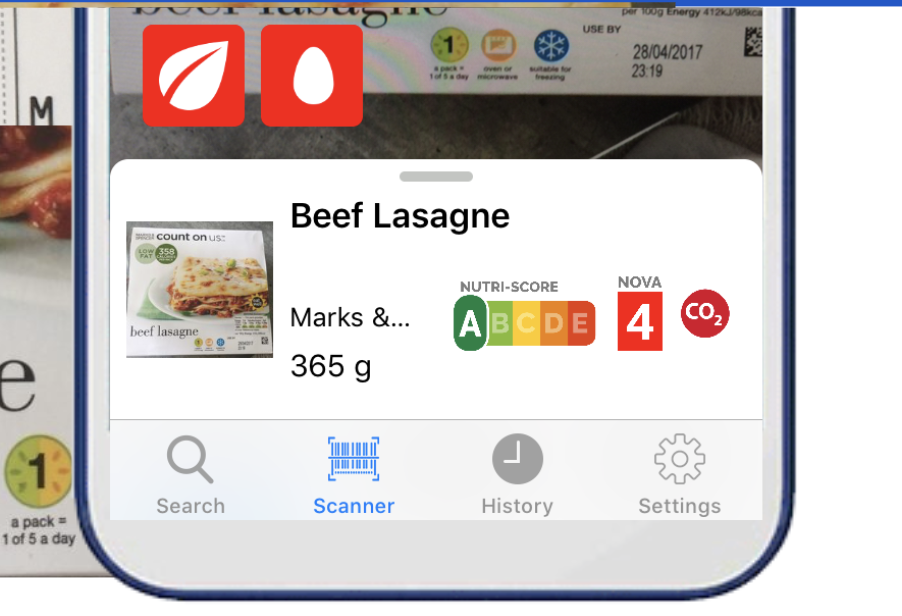 beef lasagne
per 100g Energy 412kJ/98kca
USE BY
28/04/2017
23:19
1
a pack =
1 of 5 a day
oven or
microwave
suitable for
freezing
M
Beef Lasagne
count on us
LOW
FAT
358
beef lasagne
Marks &...
365 g
NUTRI-SCORE
A B C D E
NOVA
4
CO2
e
1
a pack =
1 of 5 a day
Search
Scanner
History
Settings